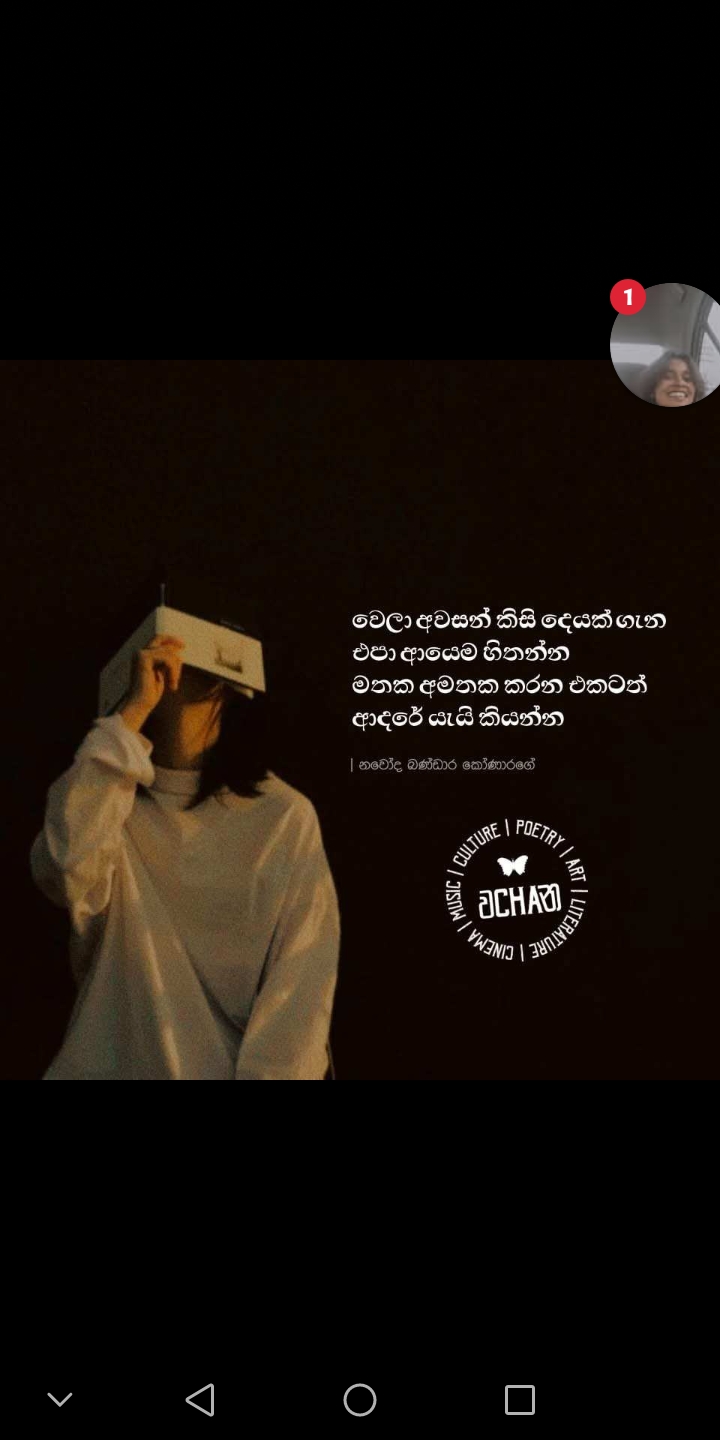 1
වෙලා අවසන් කිසි දෙයක් ගැන
එපා ආයෙම හිතන්න
මතක අමතක කරන එකටත්
ආදරේ යැයි කියන්න
| නවෝද බණ්ඩාර කෝණාරගේ
MUSIC | CULTURE | POETRY | ART | LITERATURE | CINEMA |
වCHAන